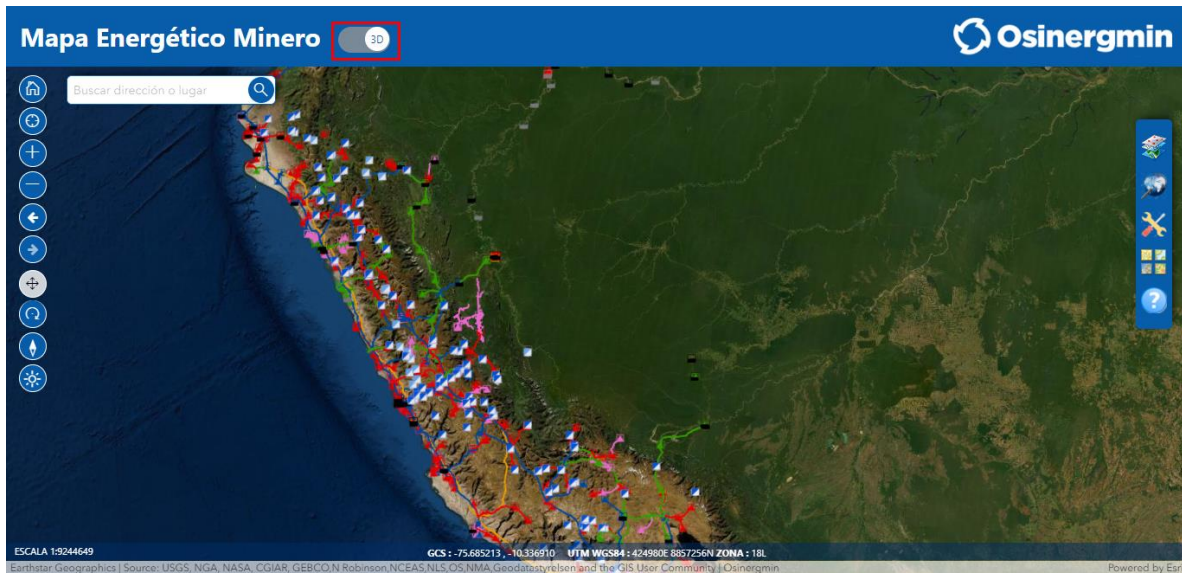 Mapa Energético Minero
3D
Osinergmin
Buscar dirección o lugar
ESCALA 1:9244649
GCS : -75.685213 , -10.336910 UTM WGS84 : 424980E 8857256N ZONA : 18L
Earthstar Geographics | Source: USGS, NGA, NASA, CGIAR, GEBCO,N Robinson,NCEAS,NLS,OS,NMA,Geodatastyrelsen and the GIS User Community | Osinergmin
Powered by Esri